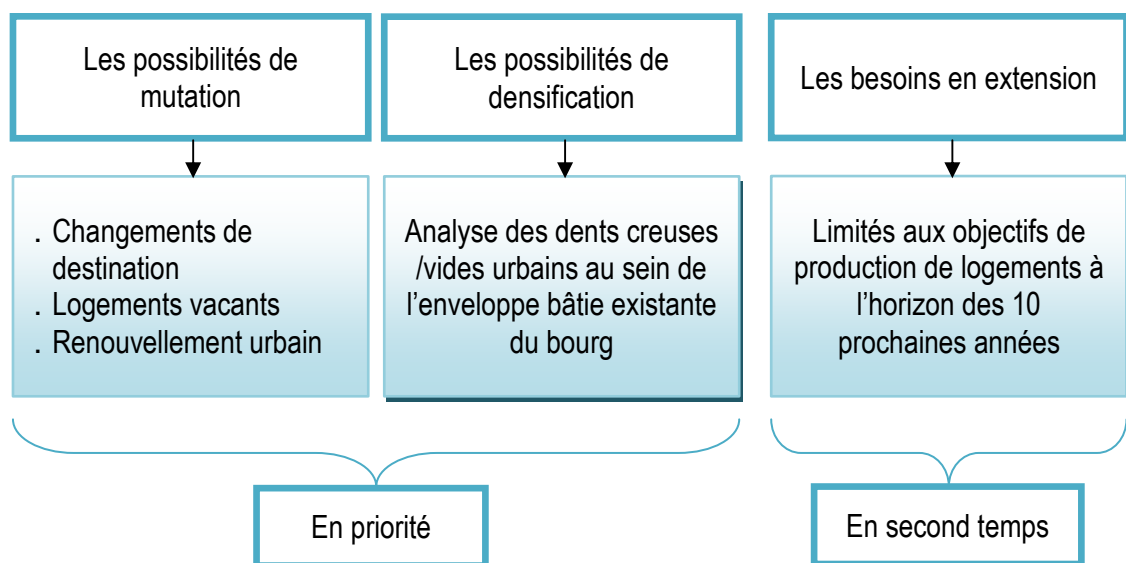 Les possibilités de
mutation
Les possibilités de
densification
Les besoins en extension
. Changements de
destination
. Logements vacants
. Renouvellement urbain
Analyse des dents creuses
/vides urbains au sein de
l’enveloppe bâtie existante
du bourg
Limités aux objectifs de
production de logements à
l’horizon des 10
prochaines années
En priorité
En second temps